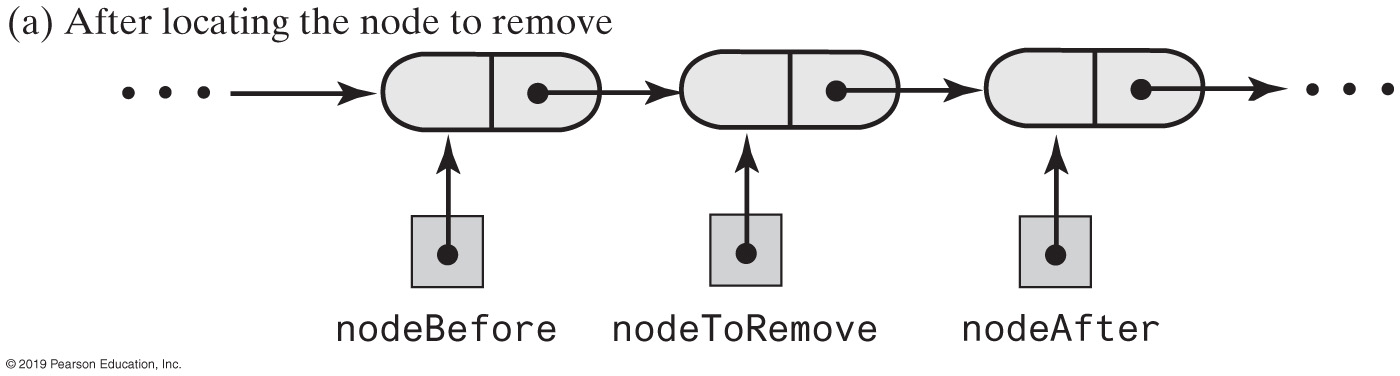 (a) After locating the node to remove
nodeBefore nodeToRemove nodeAfter
© 2019 Pearson Education, Inc.